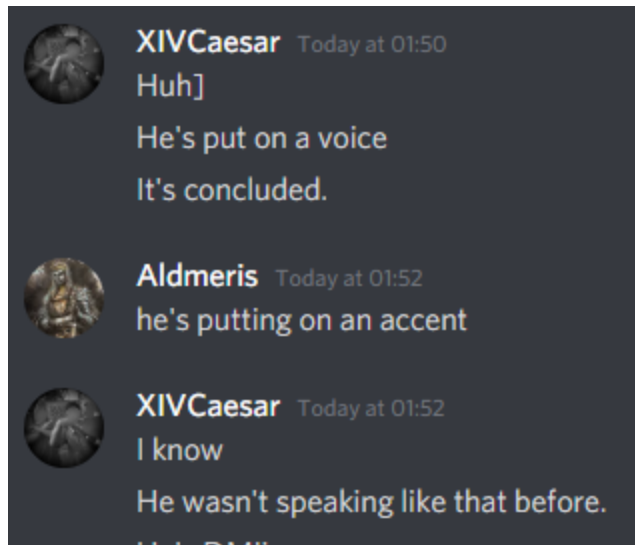 XIVCaesar Today at 01:50
Huh]
He's put on a voice
It's concluded.
Aldmeris Today at 01:52
he's putting on an accent
XIVCaesar Today at 01:52
I know
He wasn't speaking like that before.